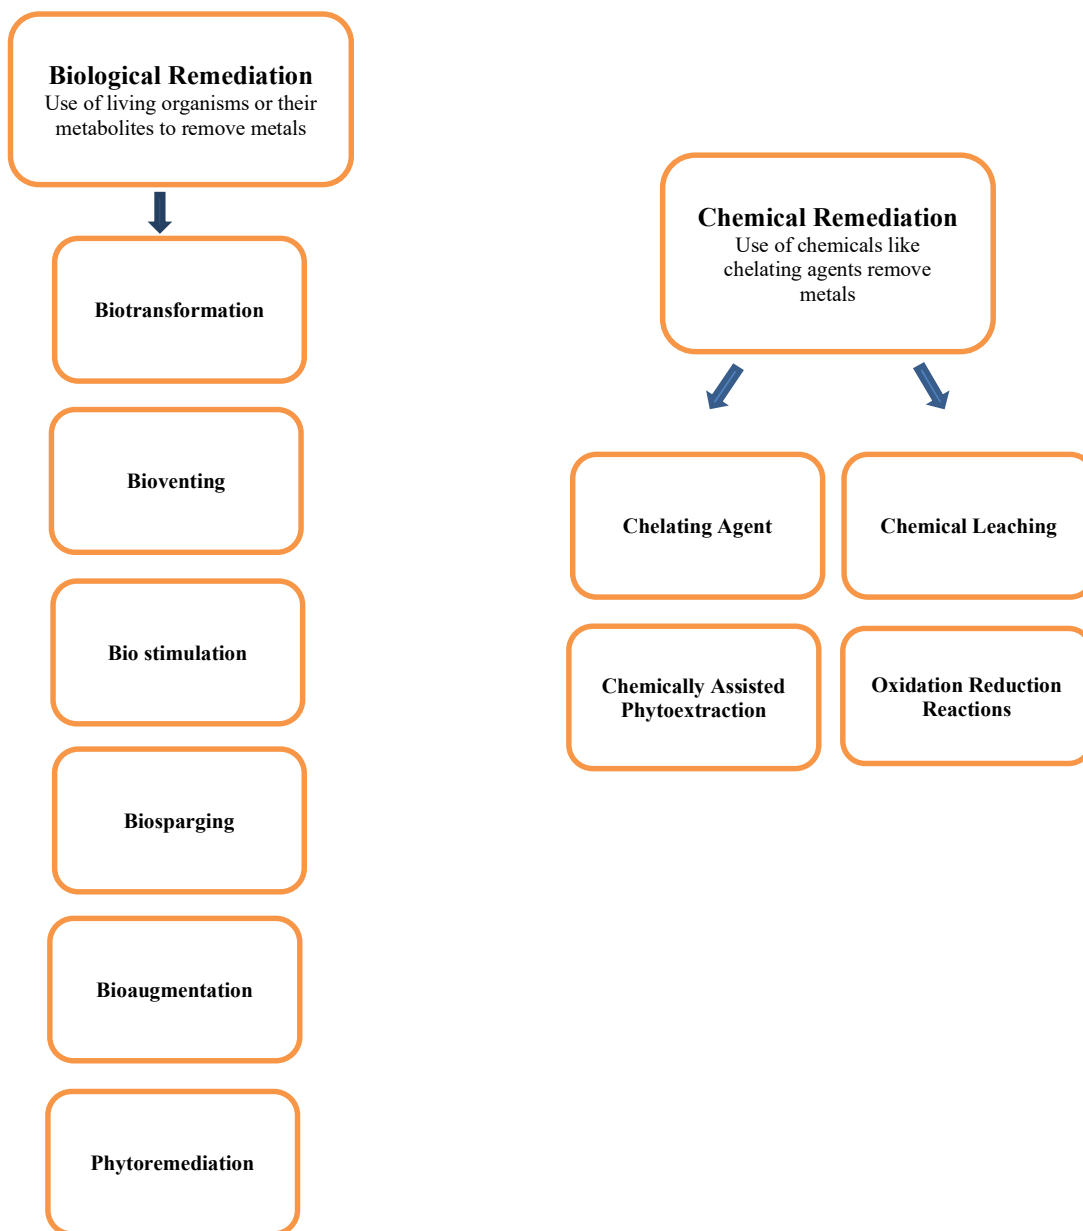 Biological Remediation
Use of living organisms or their
metabolites to remove metals
Biotransformation
Bioventing
Bio stimulation
Biosparging
Bioaugmentation
Phytoremediation
Chemical Remediation
Use of chemicals like
chelating agents remove
metals
Chelating Agent
Chemical Leaching
Chemically Assisted
Phytoextraction
Oxidation Reduction
Reactions